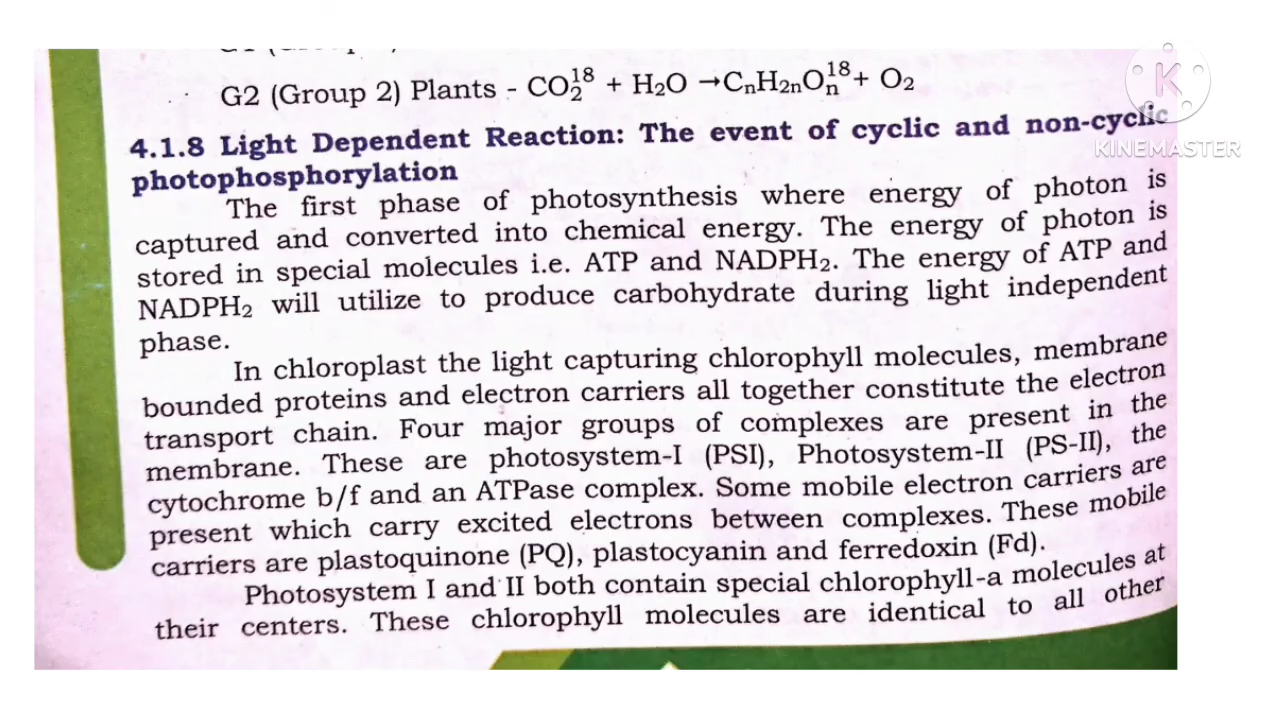 G2 (Group 2) Plants - CO₂¹⁸ + H₂O →CₙH₂ₙOₙ¹⁸+ O₂
4.1.8 Light Dependent Reaction: The event of cyclic and non-cyclic
photophosphorylation
The first phase of photosynthesis where energy of photon is
captured and converted into chemical energy. The energy of photon is
stored in special molecules i.e. ATP and NADPH₂. The energy of ATP and
NADPH₂ will utilize to produce carbohydrate during light independent
phase.
In chloroplast the light capturing chlorophyll molecules, membrane
bounded proteins and electron carriers all together constitute the electron
transport chain. Four major groups of complexes are present in the
membrane. These are photosystem-I (PSI), Photosystem-II (PS-II), the
cytochrome b/f and an ATPase complex. Some mobile electron carriers are
present which carry excited electrons between complexes. These mobile
carriers are plastoquinone (PQ), plastocyanin and ferredoxin (Fd).
Photosystem I and II both contain special chlorophyll-a molecules at
their centers. These chlorophyll molecules are identical to all other
K
KINEMASTER